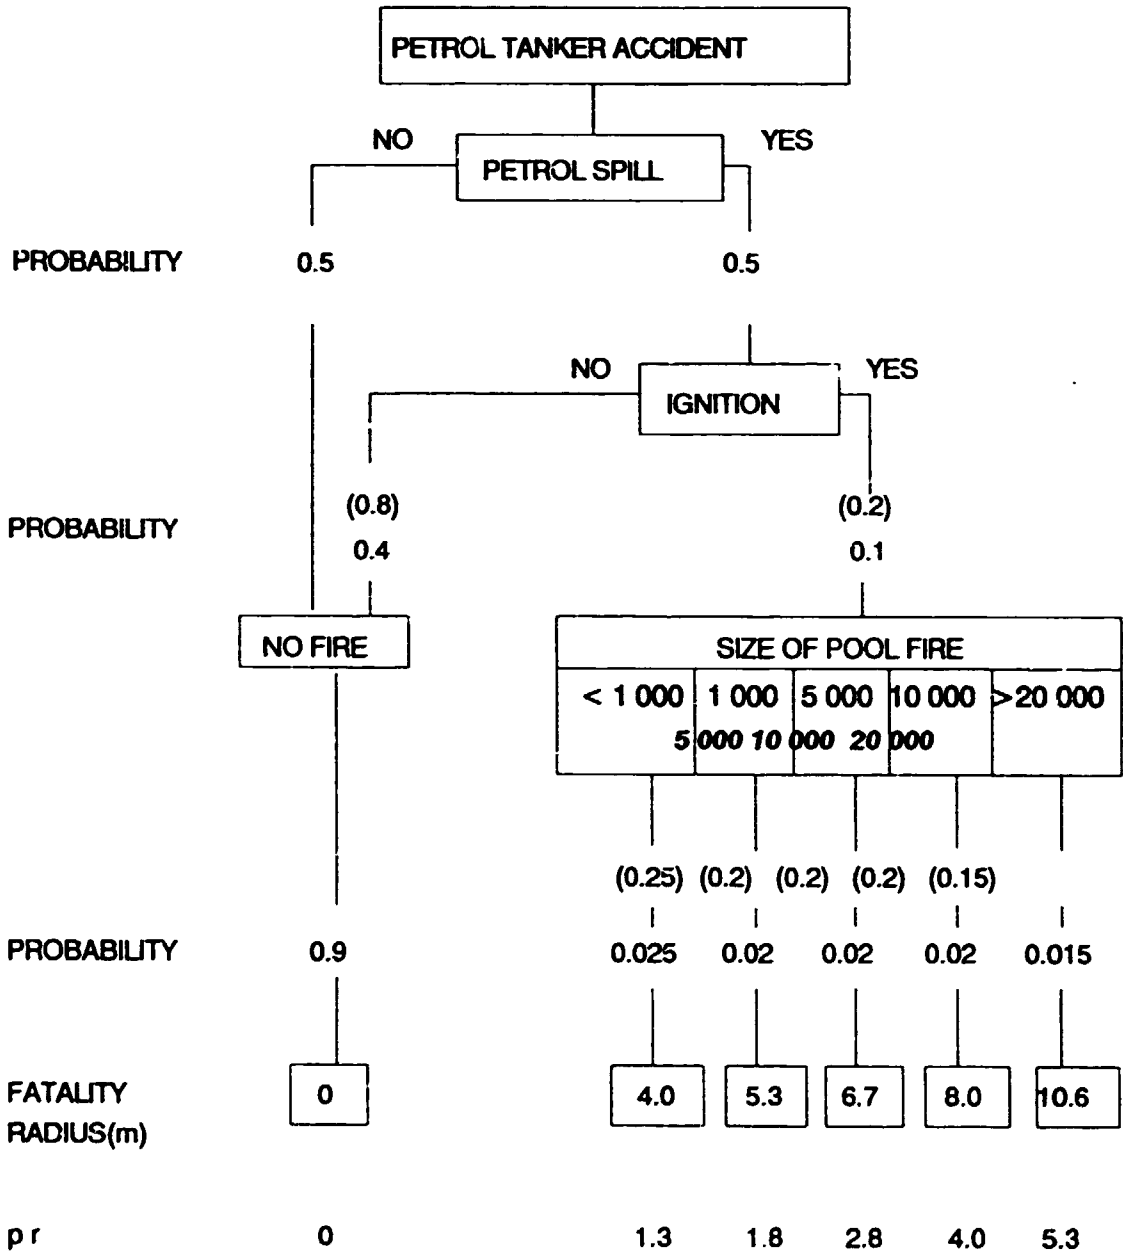 PETROL TANKER ACCIDENT
NO YES
PETROL SPILL
PROBABILITY 0.5 0.5
NO YES
IGNITION
(0.8) (0.2)
PROBABILITY
0.4 0.1
NO FIRE SIZE OF POOL FIRE
< 1 000 1 000 5 000 10 000 >20 000
5 000 10 000 20 000
(0.25) (0.2) (0.2) (0.2) (0.15)
PROBABILITY 0.9 0.025 0.02 0.02 0.02 0.015
FATALITY 0 4.0 5.3 6.7 8.0 10.6
RADIUS(m)
p r 0 1.3 1.8 2.8 4.0 5.3